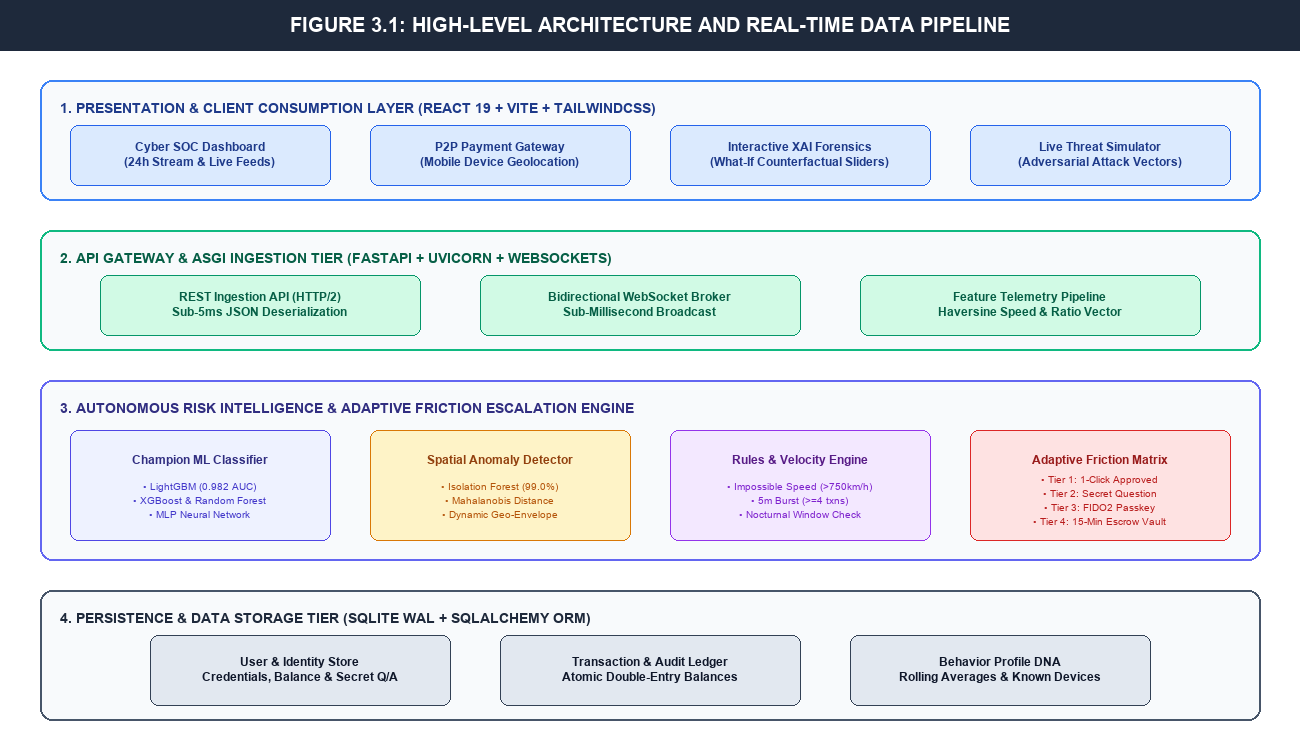 FIGURE 3.1: HIGH-LEVEL ARCHITECTURE AND REAL-TIME DATA PIPELINE
1. PRESENTATION & CLIENT CONSUMPTION LAYER (REACT 19 + VITE + TAILWINDCSS)
Cyber SOC Dashboard
(24h Stream & Live Feeds)
P2P Payment Gateway
(Mobile Device Geolocation)
Interactive XAI Forensics
(What-If Counterfactual Sliders)
Live Threat Simulator
(Adversarial Attack Vectors)
2. API GATEWAY & ASGI INGESTION TIER (FASTAPI + UVICORN + WEBSOCKETS)
REST Ingestion API (HTTP/2)
Sub-5ms JSON Deserialization
Bidirectional WebSocket Broker
Sub-Millisecond Broadcast
Feature Telemetry Pipeline
Haversine Speed & Ratio Vector
3. AUTONOMOUS RISK INTELLIGENCE & ADAPTIVE FRICTION ESCALATION ENGINE
Champion ML Classifier
• LightGBM (0.982 AUC)
• XGBoost & Random Forest
• MLP Neural Network
Spatial Anomaly Detector
• Isolation Forest (99.0%)
• Mahalanobis Distance
• Dynamic Geo-Envelope
Rules & Velocity Engine
• Impossible Speed (>750km/h)
• 5m Burst (>=4 txns)
• Nocturnal Window Check
Adaptive Friction Matrix
• Tier 1: 1-Click Approved
• Tier 2: Secret Question
• Tier 3: FIDO2 Passkey
• Tier 4: 15-Min Escrow Vault
4. PERSISTENCE & DATA STORAGE TIER (SQLITE WAL + SQLALCHEMY ORM)
User & Identity Store
Credentials, Balance & Secret Q/A
Transaction & Audit Ledger
Atomic Double-Entry Balances
Behavior Profile DNA
Rolling Averages & Known Devices